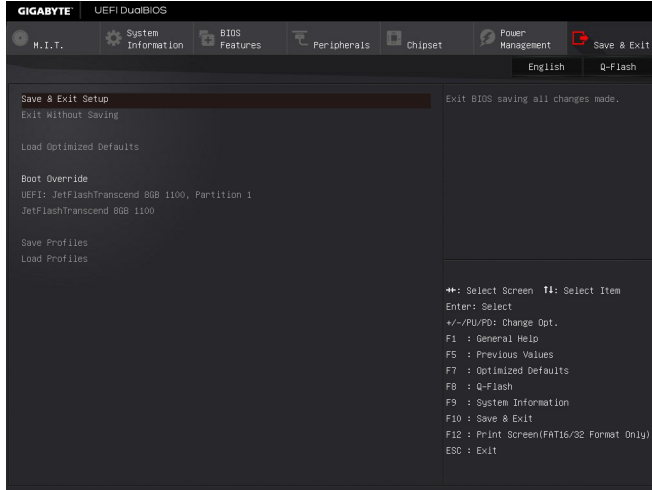 GIGABYTE™ UEFI DualBIOS
M.I.T.
System Information
BIOS Features
Peripherals
Chipset
Power Management
Save & Exit
English
Q-Flash
Save & Exit Setup
Exit Without Saving
Load Optimized Defaults
Boot Override
UEFI: JetFlashTranscend 8GB 1100, Partition 1
JetFlashTranscend 8GB 1100
Save Profiles
Load Profiles
Exit BIOS saving all changes made.
→←: Select Screen ↑↓: Select Item
Enter: Select
+/-/PU/PD: Change Opt.
F1 : General Help
F5 : Previous Values
F7 : Optimized Defaults
F8 : Q-Flash
F9 : System Information
F10 : Save & Exit
F12 : Print Screen(FAT16/32 Format Only)
ESC : Exit